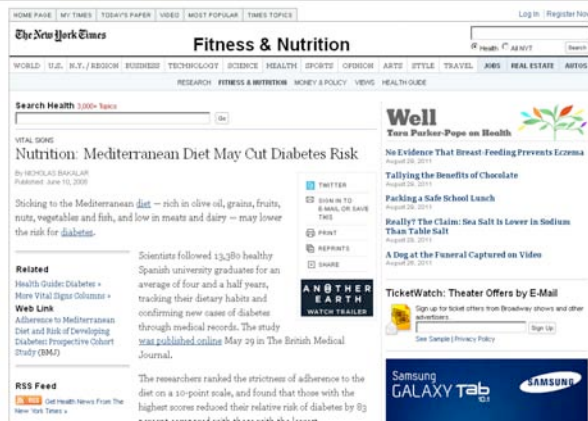 HOME PAGE MY TIMES TODAY'S PAPER VIDEO MOST POPULAR TIMES TOPICS
Log In Register Now
The New York Times
Fitness & Nutrition
Health All NYT
Search
WORLD U.S. N.Y. / REGION BUSINESS TECHNOLOGY SCIENCE HEALTH SPORTS OPINION ARTS STYLE TRAVEL JOBS REAL ESTATE AUTOS
RESEARCH FITNESS & NUTRITION MONEY & POLICY VIEWS HEALTH GUIDE
Search Health 3,000+ Topics
Go
VITAL SIGNS
Nutrition: Mediterranean Diet May Cut Diabetes Risk
By NICHOLAS BAKALAR
Published: June 10, 2008
Sticking to the Mediterranean diet — rich in olive oil, grains, fruits,
nuts, vegetables and fish, and low in meats and dairy — may lower
the risk for diabetes.
TWITTER
SIGN IN TO
E-MAIL OR SAVE
THIS
PRINT
REPRINTS
SHARE
ANOTHER
EARTH
WATCH TRAILER
Related
Health Guide: Diabetes »
More Vital Signs Columns »
Web Link
Adherence to Mediterranean
Diet and Risk of Developing
Diabetes: Prospective Cohort
Study (BMJ)
RSS Feed
RSS Get Health News From The
New York Times »
Scientists followed 13,380 healthy
Spanish university graduates for an
average of four and a half years,
tracking their dietary habits and
confirming new cases of diabetes
through medical records. The study
was published online May 29 in The British Medical
Journal.
The researchers ranked the strictness of adherence to the
diet on a 10-point scale, and found that those with the
highest scores reduced their relative risk of diabetes by 83
Well
Tara Parker-Pope on Health
No Evidence That Breast-Feeding Prevents Eczema
August 29, 2011
Tallying the Benefits of Chocolate
August 29, 2011
Packing a Safe School Lunch
August 29, 2011
Really? The Claim: Sea Salt Is Lower in Sodium
Than Table Salt
August 29, 2011
A Dog at the Funeral Captured on Video
August 26, 2011
TicketWatch: Theater Offers by E-Mail
Sign up for ticket offers from Broadway shows and other
advertisers.
Sign Up
See Sample | Privacy Policy
Samsung
GALAXY Tab
10.1
SAMSUNG